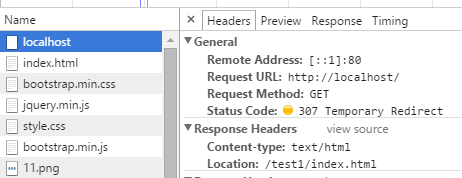 Name
localhost
index.html
bootstrap.min.css
jquery.min.js
style.css
bootstrap.min.js
11.png
Headers Preview Response Timing
General
Remote Address: [::1]:80
Request URL: http://localhost/
Request Method: GET
Status Code: 307 Temporary Redirect
Response Headers view source
Content-type: text/html
Location: /test1/index.html